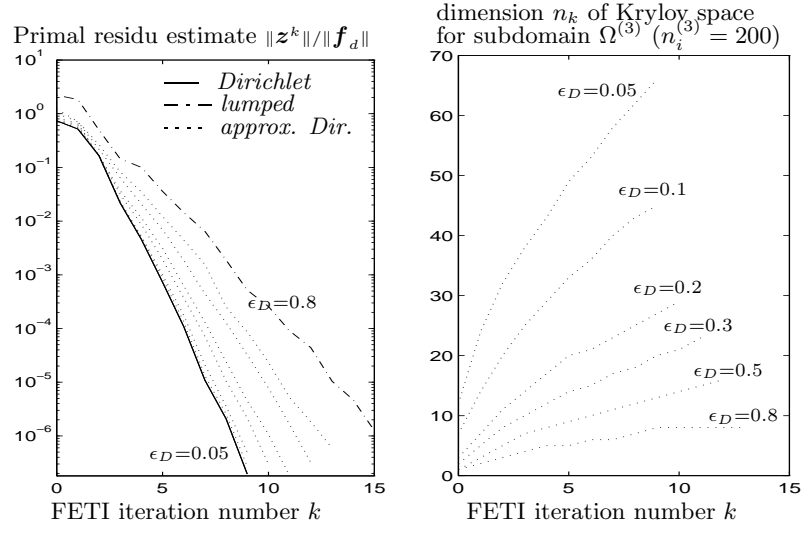 Primal residu estimate ‖z^k‖/‖f_d‖
10^1
10^0
10^-1
10^-2
10^-3
10^-4
10^-5
10^-6
Dirichlet
lumped
approx. Dir.
ϵ_D=0.8
ϵ_D=0.05
0 5 10 15
FETI iteration number k
dimension n_k of Krylov space
for subdomain Ω^(3) (n_i^(3) = 200)
70
60
50
40
30
20
10
0
ϵ_D=0.05
ϵ_D=0.1
ϵ_D=0.2
ϵ_D=0.3
ϵ_D=0.5
ϵ_D=0.8
0 5 10 15
FETI iteration number k